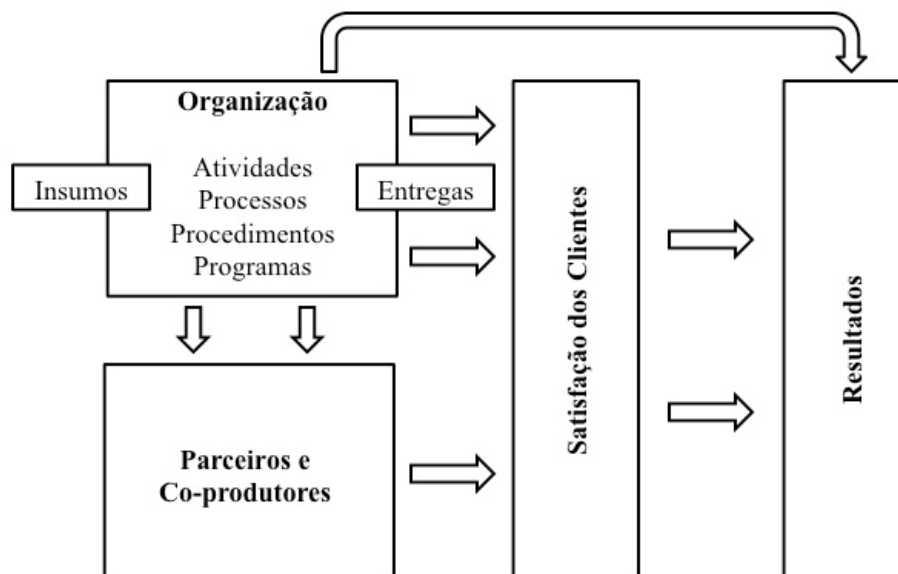 Organização
Insumos
Atividades
Processos
Procedimentos
Programas
Entregas
Parceiros e
Co-produtores
Satisfação dos Clientes
Resultados